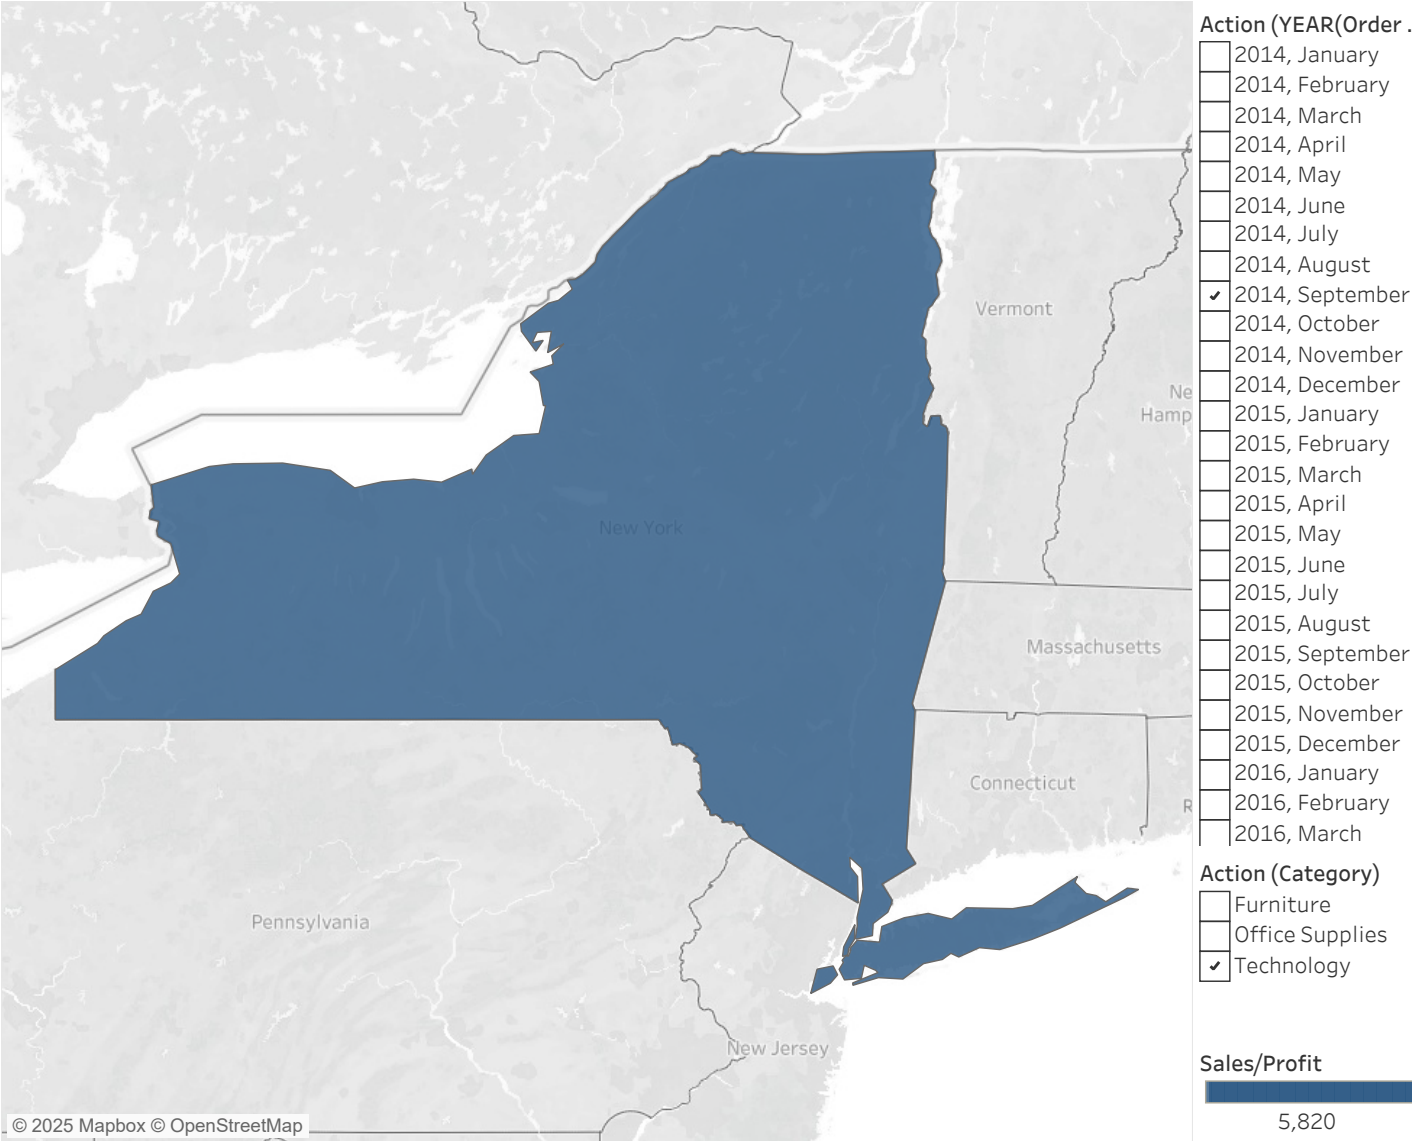 Action (YEAR(Order .
2014, January
2014, February
2014, March
2014, April
2014, May
2014, June
2014, July
2014, August
2014, September
2014, October
2014, November
2014, December
2015, January
2015, February
2015, March
2015, April
2015, May
2015, June
2015, July
2015, August
2015, September
2015, October
2015, November
2015, December
2016, January
2016, February
2016, March
Action (Category)
Furniture
Office Supplies
Technology
Sales/Profit
5,820
Vermont
Ne
Hamp
New York
Massachusetts
Connecticut
R
Pennsylvania
New Jersey
© 2025 Mapbox © OpenStreetMap